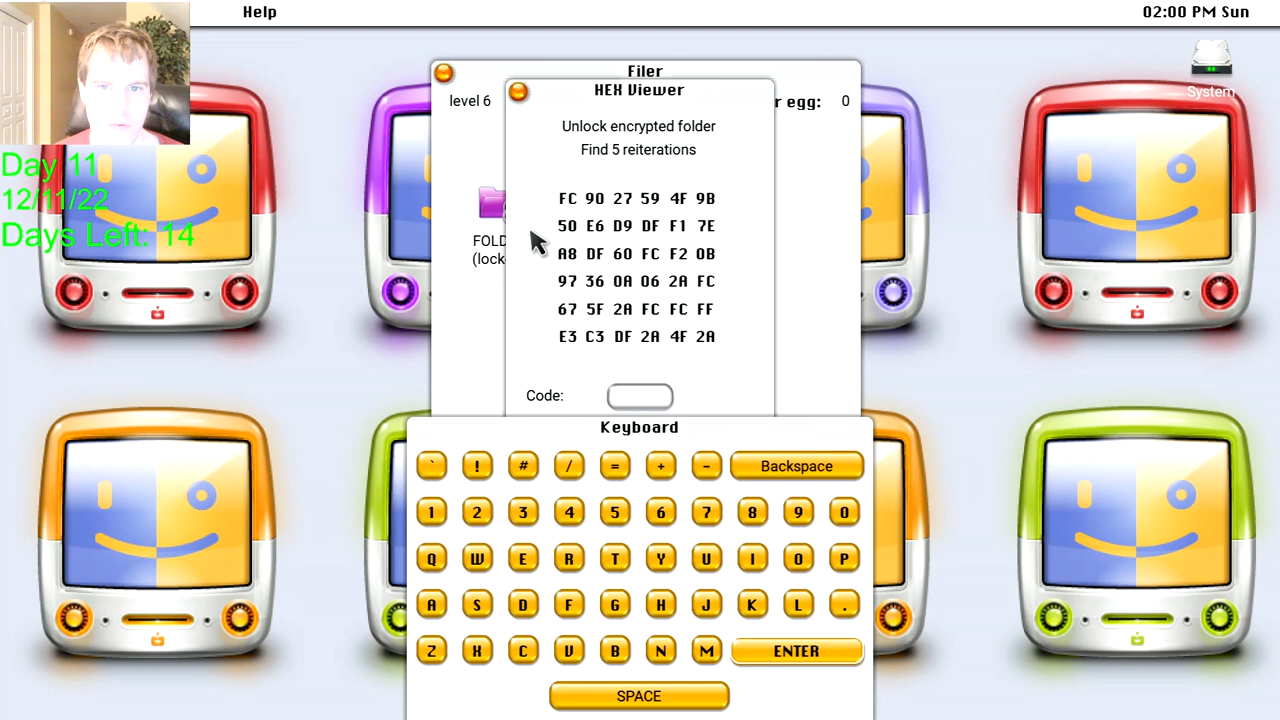 Help
02:00 PM Sun
System
Day 11
12/11/22
Days Left: 14
Filer
level 6
r egg: 0
FOLD
(lock
HEX Viewer
Unlock encrypted folder
Find 5 reiterations
FC 90 27 59 4F 9B
50 E6 D9 DF F1 7E
A8 DF 60 FC F2 0B
97 36 0A 06 2A FC
67 5F 2A FC FC FF
E3 C3 DF 2A 4F 2A
Code:
Keyboard
` ! # / = + - Backspace
1 2 3 4 5 6 7 8 9 0
Q W E R T Y U I O P
A S D F G H J K L .
Z X C V B N M ENTER
SPACE